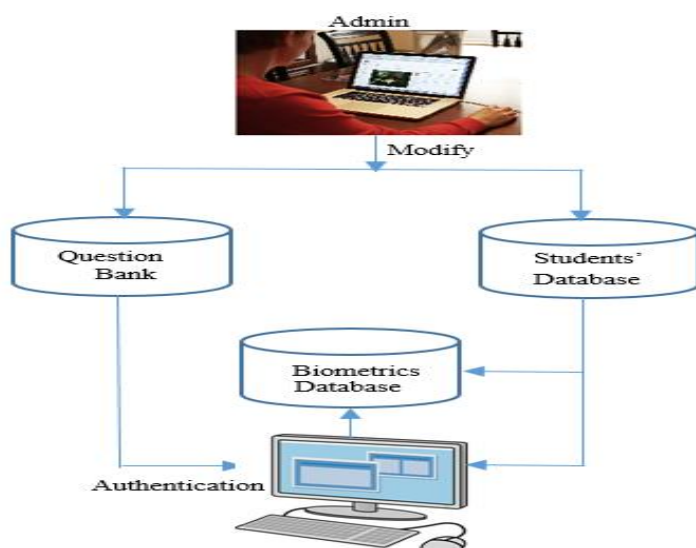 Admin
Modify
Question
Bank
Students’
Database
Biometrics
Database
Authentication